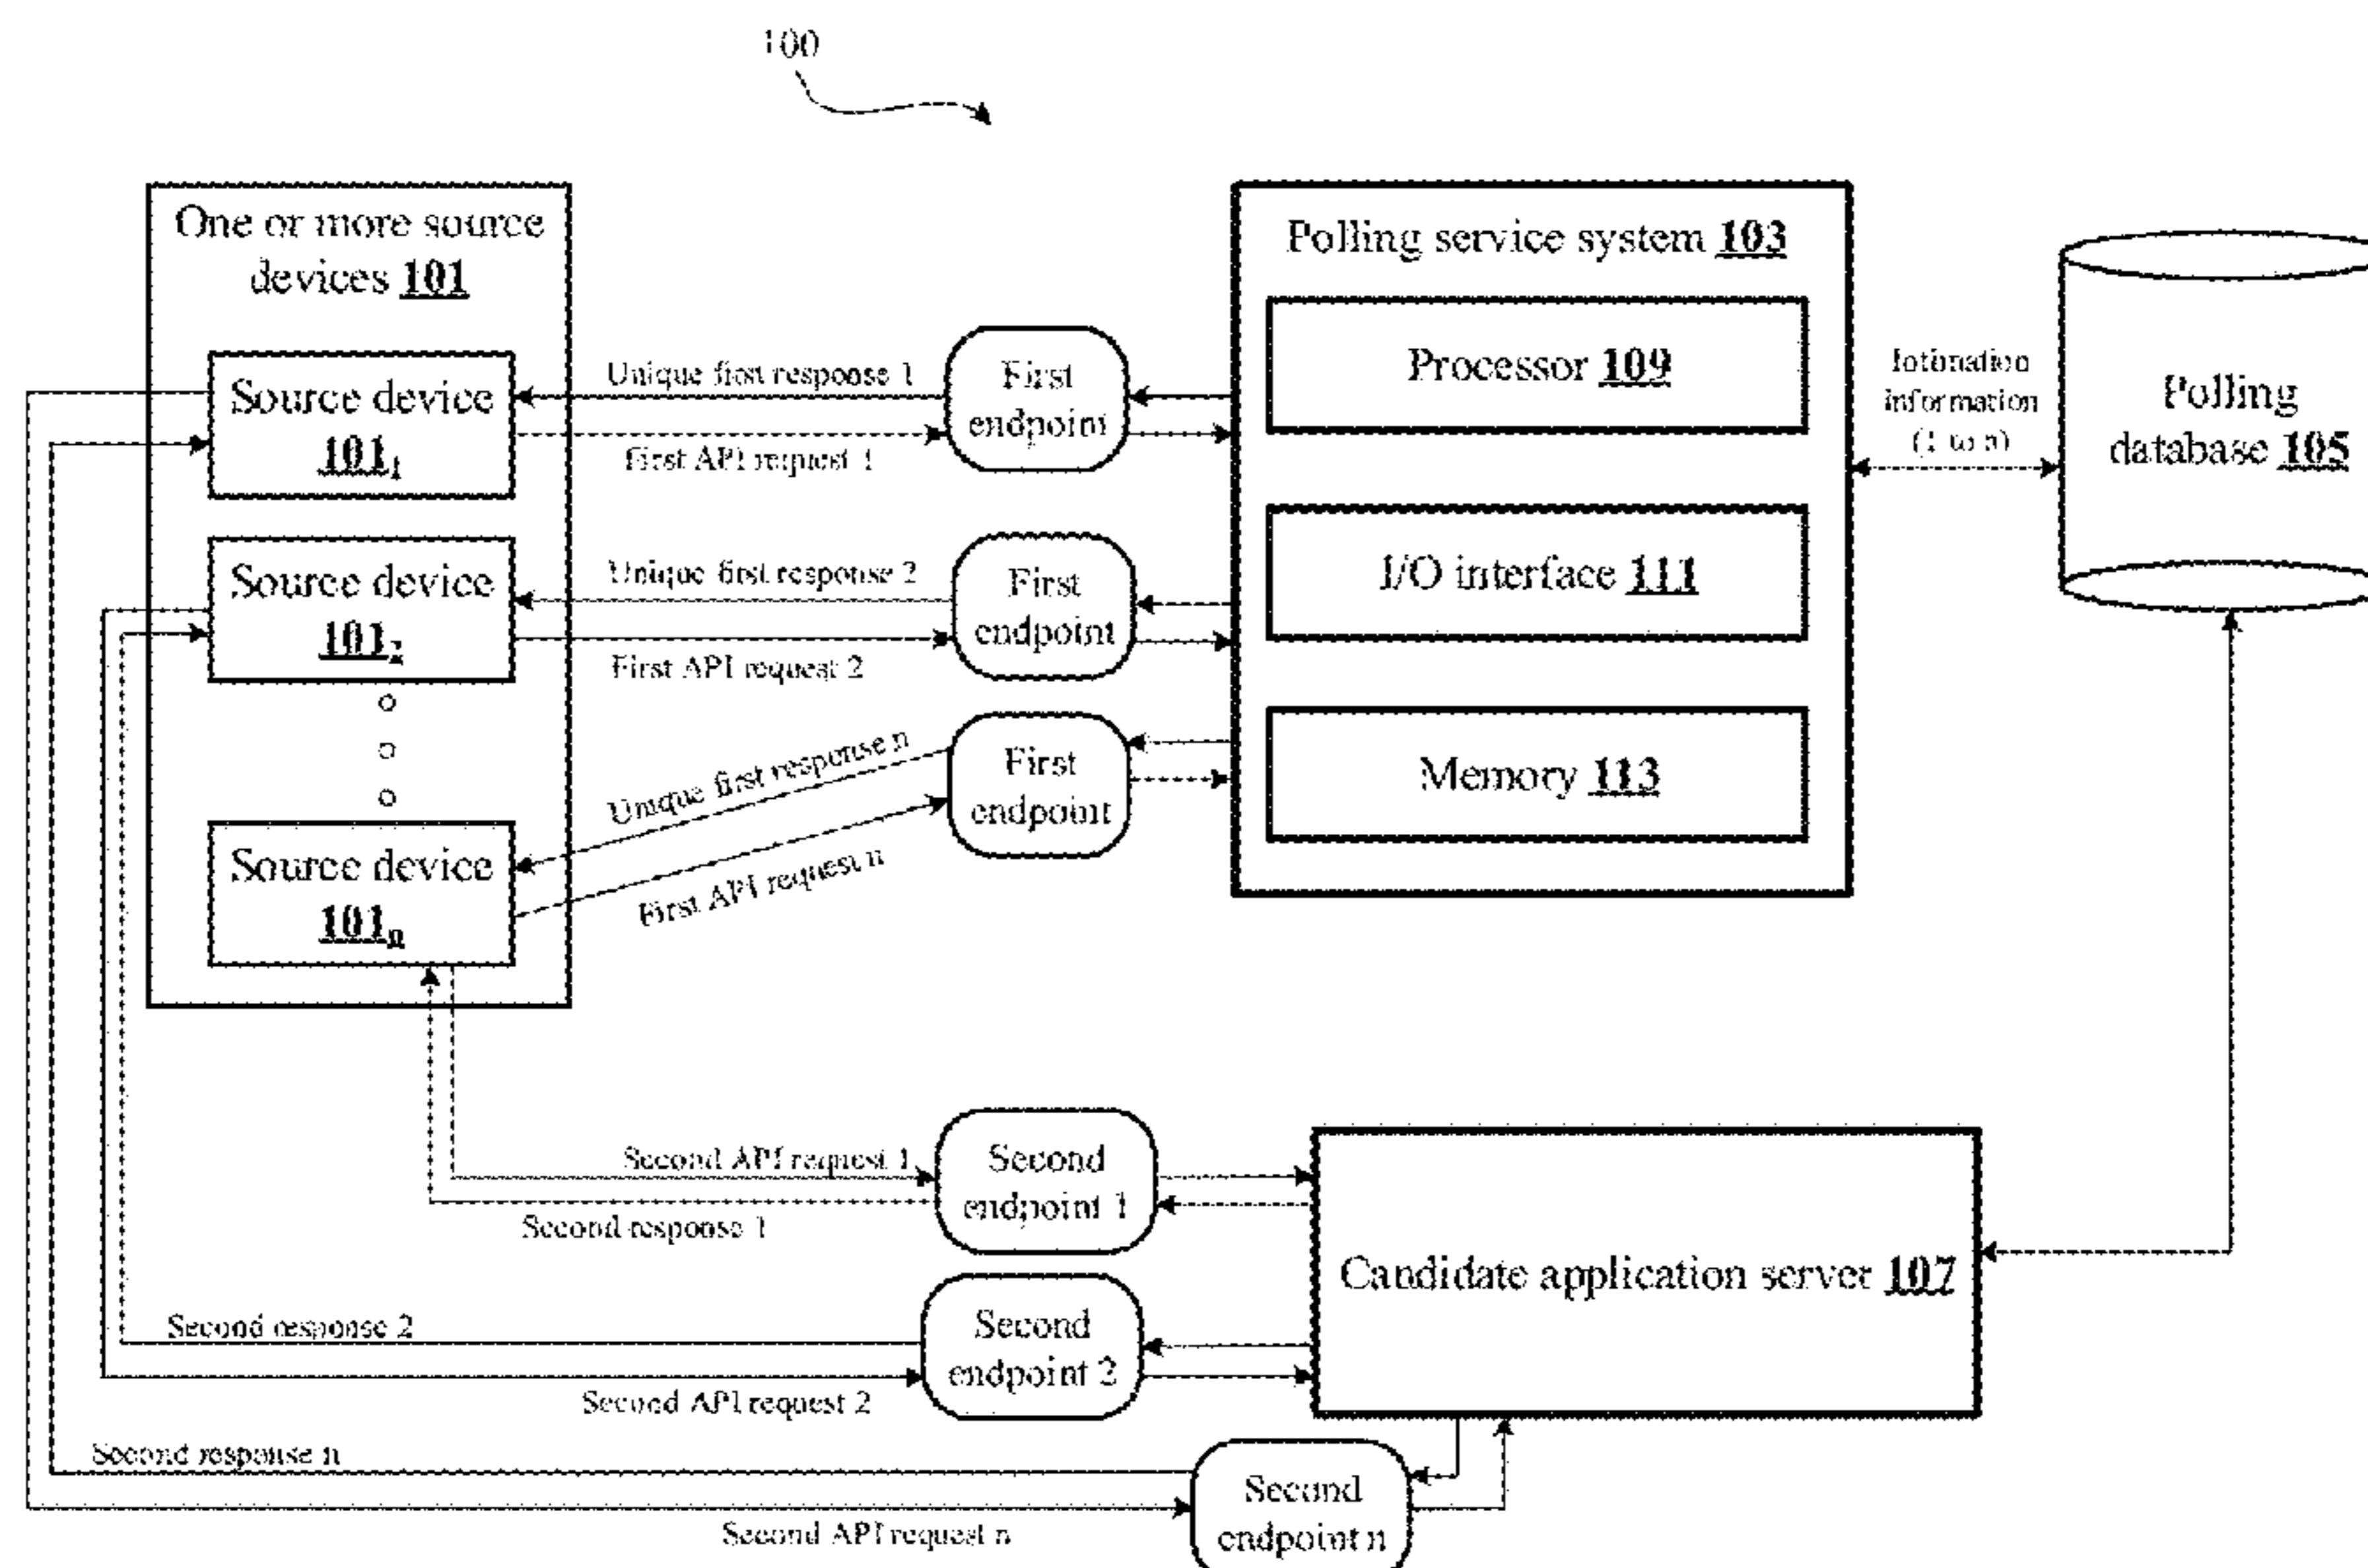 100
One or more source
devices 101
Source device
101₁
Source device
101₂
Source device
101ₙ
Unique first response 1
First API request 1
Unique first response 2
First API request 2
Unique first response n
First API request n
First
endpoint
First
endpoint
First
endpoint
Polling service system 103
Processor 109
I/O interface 111
Memory 113
Intimation
information
(1 to n)
Polling
database 105
Second API request 1
Second response 1
Second
endpoint 1
Second response 2
Second API request 2
Second
endpoint 2
Candidate application server 107
Second response n
Second API request n
Second
endpoint n